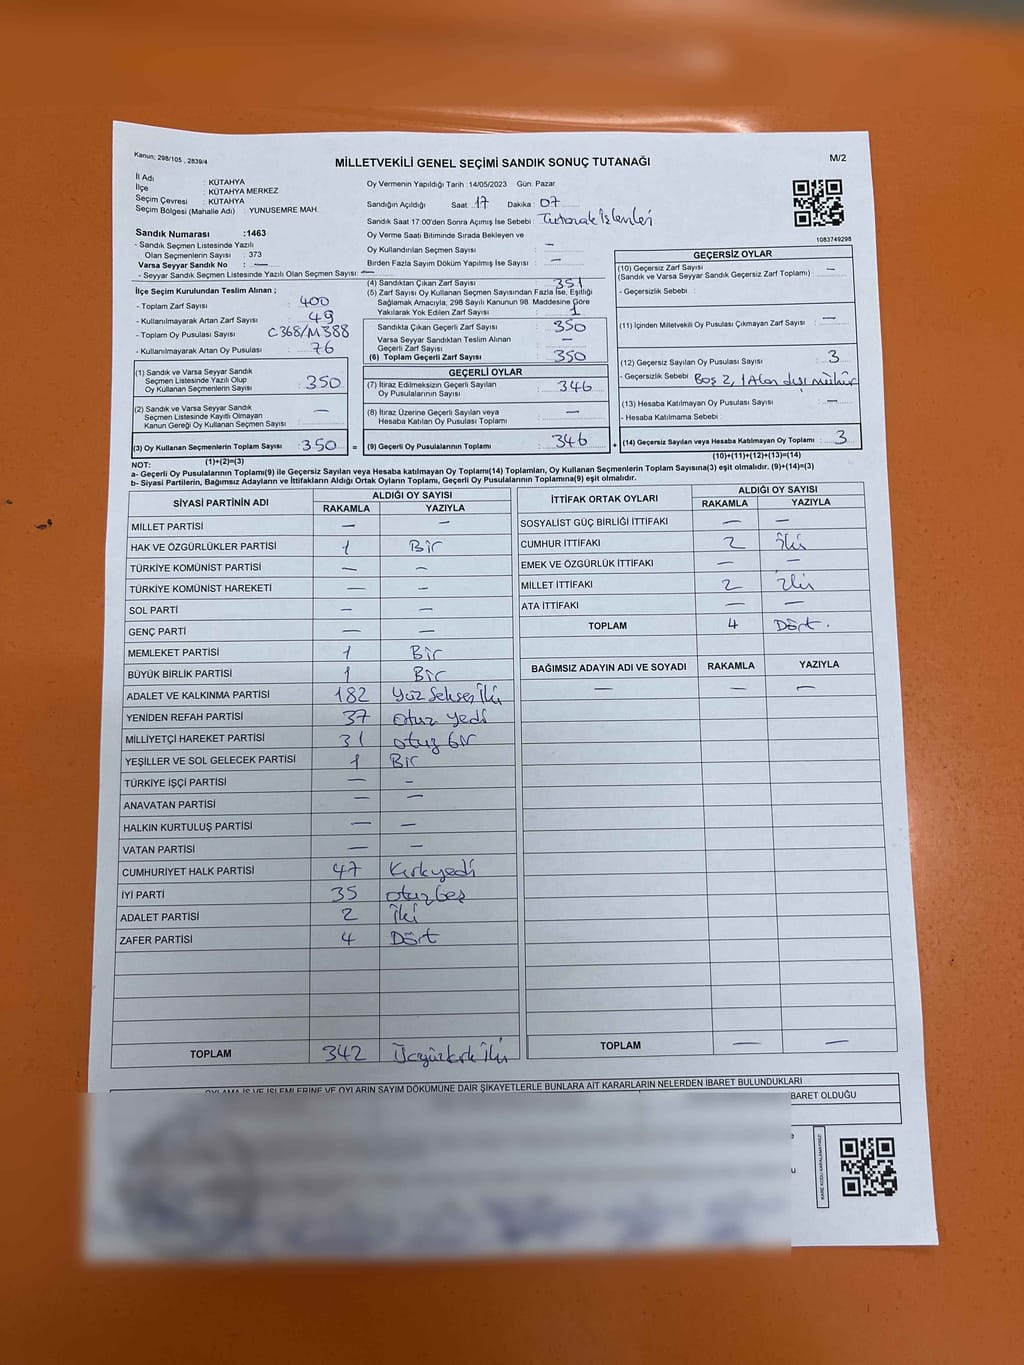 Kanun; 298/105 , 2839/4
MİLLETVEKİLİ GENEL SEÇİMİ SANDIK SONUÇ TUTANAĞI
M/2
İl Adı : KÜTAHYA
İlçe : KÜTAHYA MERKEZ
Seçim Çevresi : KÜTAHYA
Seçim Bölgesi (Mahalle Adı) : YUNUSEMRE MAH.
Oy Vermenin Yapıldığı Tarih : 14/05/2023 Gün: Pazar
Sandığın Açıldığı Saat : 17 Dakika : 07
Sandık Saat 17:00'den Sonra Açımış İse Sebebi : Tutanak İşlemleri
Sandık Numarası :1463
- Sandık Seçmen Listesinde Yazılı
Olan Seçmenlerin Sayısı : 373
Varsa Seyyar Sandık No : —
- Seyyar Sandık Seçmen Listesinde Yazılı Olan Seçmen Sayısı: —
Oy Verme Saati Bitiminde Sırada Bekleyen ve
Oy Kullandırılan Seçmen Sayısı : —
Birden Fazla Sayım Döküm Yapılmış İse Sayısı : —
1083749298
İlçe Seçim Kurulundan Teslim Alınan ;
- Toplam Zarf Sayısı : 400
- Kullanılmayarak Artan Zarf Sayısı : 49
- Toplam Oy Pusulası Sayısı : C368/M388
- Kullanılmayarak Artan Oy Pusulası : 76
(1) Sandık ve Varsa Seyyar Sandık
Seçmen Listesinde Yazılı Olup
Oy Kullanan Seçmenlerin Sayısı : 350
(2) Sandık ve Varsa Seyyar Sandık
Seçmen Listesinde Kayıtlı Olmayan
Kanun Gereği Oy Kullanan Seçmen Sayısı : —
(3) Oy Kullanan Seçmenlerin Toplam Sayısı : 350 =
(1)+(2)=(3)
(4) Sandıktan Çıkan Zarf Sayısı : 351
(5) Zarf Sayısı Oy Kullanan Seçmen Sayısından Fazla İse, Eşitliği
Sağlamak Amacıyla; 298 Sayılı Kanunun 98. Maddesine Göre
Yakılarak Yok Edilen Zarf Sayısı : 1
Sandıkta Çıkan Geçerli Zarf Sayısı : 350
Varsa Seyyar Sandıktan Teslim Alınan
Geçerli Zarf Sayısı : —
(6) Toplam Geçerli Zarf Sayısı : 350
GEÇERLİ OYLAR
(7) İtiraz Edilmeksizin Geçerli Sayılan
Oy Pusulasının Sayısı : 346
(8) İtiraz Üzerine Geçerli Sayılan veya
Hesaba Katılan Oy Pusulası Sayısı : —
(9) Geçerli Oy Pusulalarının Toplamı : 346 +
GEÇERSİZ OYLAR
(10) Geçersiz Zarf Sayısı : —
(Sandık ve Varsa Seyyar Sandık Geçersiz Zarf Toplamı)
- Geçersizlik Sebebi :
(11) İçinden Milletvekili Oy Pusulası Çıkmayan Zarf Sayısı : —
(12) Geçersiz Sayılan Oy Pusulası Sayısı : 3
- Geçersizlik Sebebi : Boş 2, 1 Alan dışı mühür
(13) Hesaba Katılmayan Oy Pusulası Sayısı : —
- Hesaba Katılmama Sebebi :
(14) Geçersiz Sayılan veya Hesaba Katılmayan Oy Toplamı : 3
(10)+(11)+(12)+(13)=(14)
NOT:
a- Geçerli Oy Pusulalarının Toplamı(9) ile Geçersiz Sayılan veya Hesaba katılmayan Oy Toplamı(14) Toplamları, Oy Kullanan Seçmenlerin Toplam Sayısına(3) eşit olmalıdır. (9)+(14)=(3)
b- Siyasi Partilerin, Bağımsız Adayların ve İttifakların Aldığı Oyların Toplamı, Geçerli Oy Pusulalarının Toplamına(9) eşit olmalıdır.
SİYASİ PARTİNİN ADI ALDIĞI OY SAYISI
RAKAMLA YAZIYLA
MİLLET PARTİSİ — —
HAK VE ÖZGÜRLÜKLER PARTİSİ 1 Bir
TÜRKİYE KOMÜNİST PARTİSİ — —
TÜRKİYE KOMÜNİST HAREKETİ — —
SOL PARTİ — —
GENÇ PARTİ — —
MEMLEKET PARTİSİ 1 Bir
BÜYÜK BİRLİK PARTİSİ 1 Bir
ADALET VE KALKINMA PARTİSİ 182 Yüz Seksen İki
YENİDEN REFAH PARTİSİ 37 otuz yedi
MİLLİYETÇİ HAREKET PARTİSİ 31 otuz bir
YEŞİLLER VE SOL GELECEK PARTİSİ 1 Bir
TÜRKİYE İŞÇİ PARTİSİ — —
ANAVATAN PARTİSİ — —
HALKIN KURTULUŞ PARTİSİ — —
VATAN PARTİSİ — —
CUMHURİYET HALK PARTİSİ 47 Kırk yedi
İYİ PARTİ 35 otuz beş
ADALET PARTİSİ 2 İki
ZAFER PARTİSİ 4 Dört
TOPLAM 342 Üçyüz kırk İki
İTTİFAK ORTAK OYLARI ALDIĞI OY SAYISI
RAKAMLA YAZIYLA
SOSYALİST GÜÇ BİRLİĞİ İTTİFAKI — —
CUMHUR İTTİFAKI 2 İki
EMEK VE ÖZGÜRLÜK İTTİFAKI — —
MİLLET İTTİFAKI 2 İki
ATA İTTİFAKI — —
TOPLAM 4 Dört.
BAĞIMSIZ ADAYIN ADI VE SOYADI RAKAMLA YAZIYLA
— — —
TOPLAM — —
OYLAMA İŞ VE İŞLEMLERİNE VE OYLARIN SAYIM DÖKÜMÜNE DAİR ŞİKAYETLERLE BUNLARA AİT KARARLARIN NELERDEN İBARET BULUNDUKLARI
BARET OLDUĞU
KARE KODU KARALAMAYINIZ!